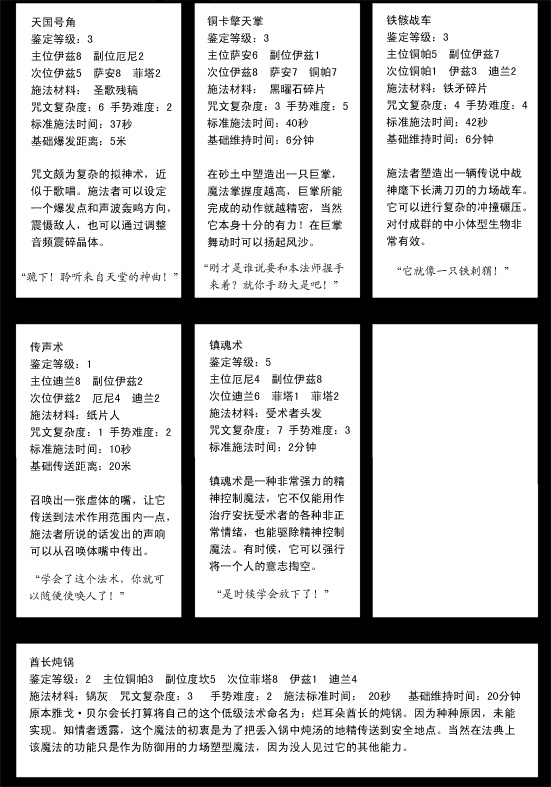 天国号角
鉴定等级：3
主位伊兹8　副位厄尼2
次位伊兹5　萨安8　菲塔2
施法材料：　圣歌残稿
咒文复杂度：6 手势难度：2
标准施法时间：37秒
基础爆发距离：5米
咒文颇为复杂的拟神术，近
似于歌唱。施法者可以设定
一个爆发点和声波轰鸣方向，
震慑敌人，也可以通过调整
音频震碎晶体。
“跪下！聆听来自天堂的神曲！”
铜卡擎天掌
鉴定等级：3
主位萨安6　副位伊兹1
次位伊兹8　萨安7　铜帕7
施法材料：　黑曜石碎片
咒文复杂度：3 手势难度：5
标准施法时间：40秒
基础维持时间：6分钟
在砂土中塑造出一只巨掌，
魔法掌握度越高，巨掌所能
完成的动作就越精密，当然
它本身十分的有力！在巨掌
舞动时可以扬起风沙。
“刚才是谁说要和本法师握手
来着？就你手劲大是吧！”
铁骸战车
鉴定等级：3
主位铜帕5　副位伊兹7
次位铜帕1　伊兹3　迪兰2
施法材料：铁矛碎片
咒文复杂度：4 手势难度：4
标准施法时间：42秒
基础维持时间：6分钟
施法者塑造出一辆传说中战
神麾下长满刀刃的力场战车。
它可以进行复杂的冲撞碾压。
对付成群的中小体型生物非
常有效。
“它就像一只铁刺猬！”
传声术
鉴定等级：1
主位迪兰8　副位伊兹2
次位伊兹2　厄尼4　迪兰2
施法材料：纸片人
咒文复杂度：1 手势难度：2
标准施法时间：10秒
基础传送距离：20米
召唤出一张虚体的嘴，让它
传送到法术作用范围内一点，
施法者所说的话发出的声响
可以从召唤体嘴中传出。
“学会了这个法术，你就可
以随便使唤人了！”
镇魂术
鉴定等级：5
主位厄尼4　副位伊兹8
次位迪兰6　菲塔1　菲塔2
施法材料：受术者头发
咒文复杂度：7 手势难度：3
标准施法时间：2分钟
镇魂术是一种非常强力的精
神控制魔法，它不仅能用作
治疗安抚受术者的各种非正
常情绪，也能驱除精神控制
魔法。有时候，它可以强行
将一个人的意志掏空。
“是时候学会放下了！”
酋长炖锅
鉴定等级：2　主位铜帕3　副位度坎5　次位菲塔8　伊兹1　迪兰4
施法材料：锅灰　咒文复杂度：3　手势难度：2　施法标准时间：　20秒　基础维持时间：20分钟
原本雅戈·贝尔会长打算将自己的这个低级法术命名为：烂耳朵酋长的炖锅。因为种种原因，未能
实现。知情者透露，这个魔法的初衷是为了把丢入锅中炖汤的地精传送到安全地点。当然在法典上
该魔法的功能只是作为防御用的力场塑型魔法，因为没人见过它的其他能力。